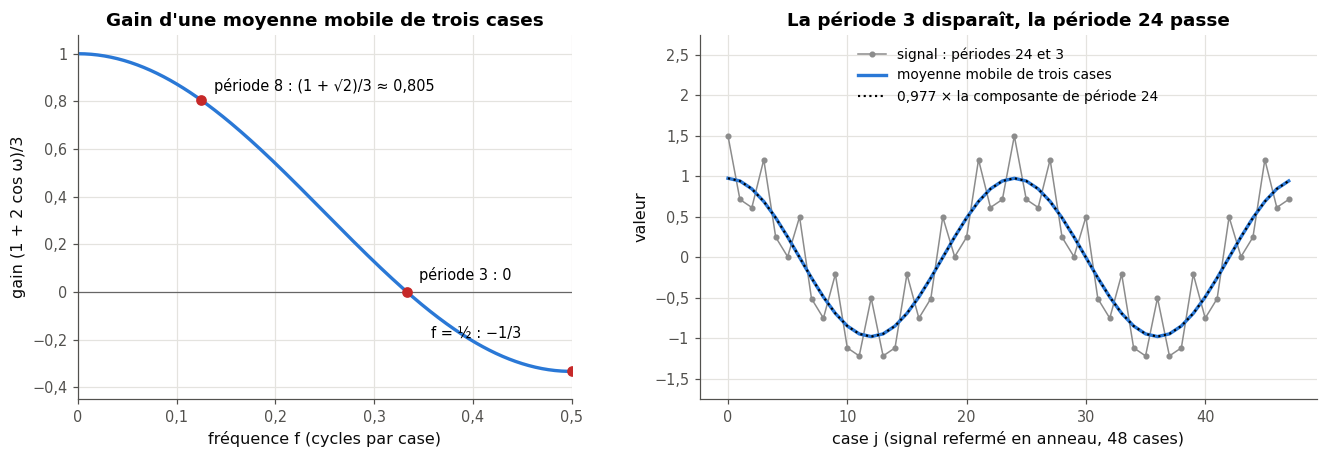 Gain d'une moyenne mobile de trois cases
gain (1 + 2 cos ω)/3
1
0,8
0,6
0,4
0,2
0
−0,2
−0,4
période 8 : (1 + √2)/3 ≈ 0,805
période 3 : 0
f = ½ : −1/3
0
0,1
0,2
0,3
0,4
0,5
fréquence f (cycles par case)
La période 3 disparaît, la période 24 passe
valeur
2,5
2
1,5
1
0,5
0
−0,5
−1
−1,5
signal : périodes 24 et 3
moyenne mobile de trois cases
0,977 × la composante de période 24
0
10
20
30
40
case j (signal refermé en anneau, 48 cases)